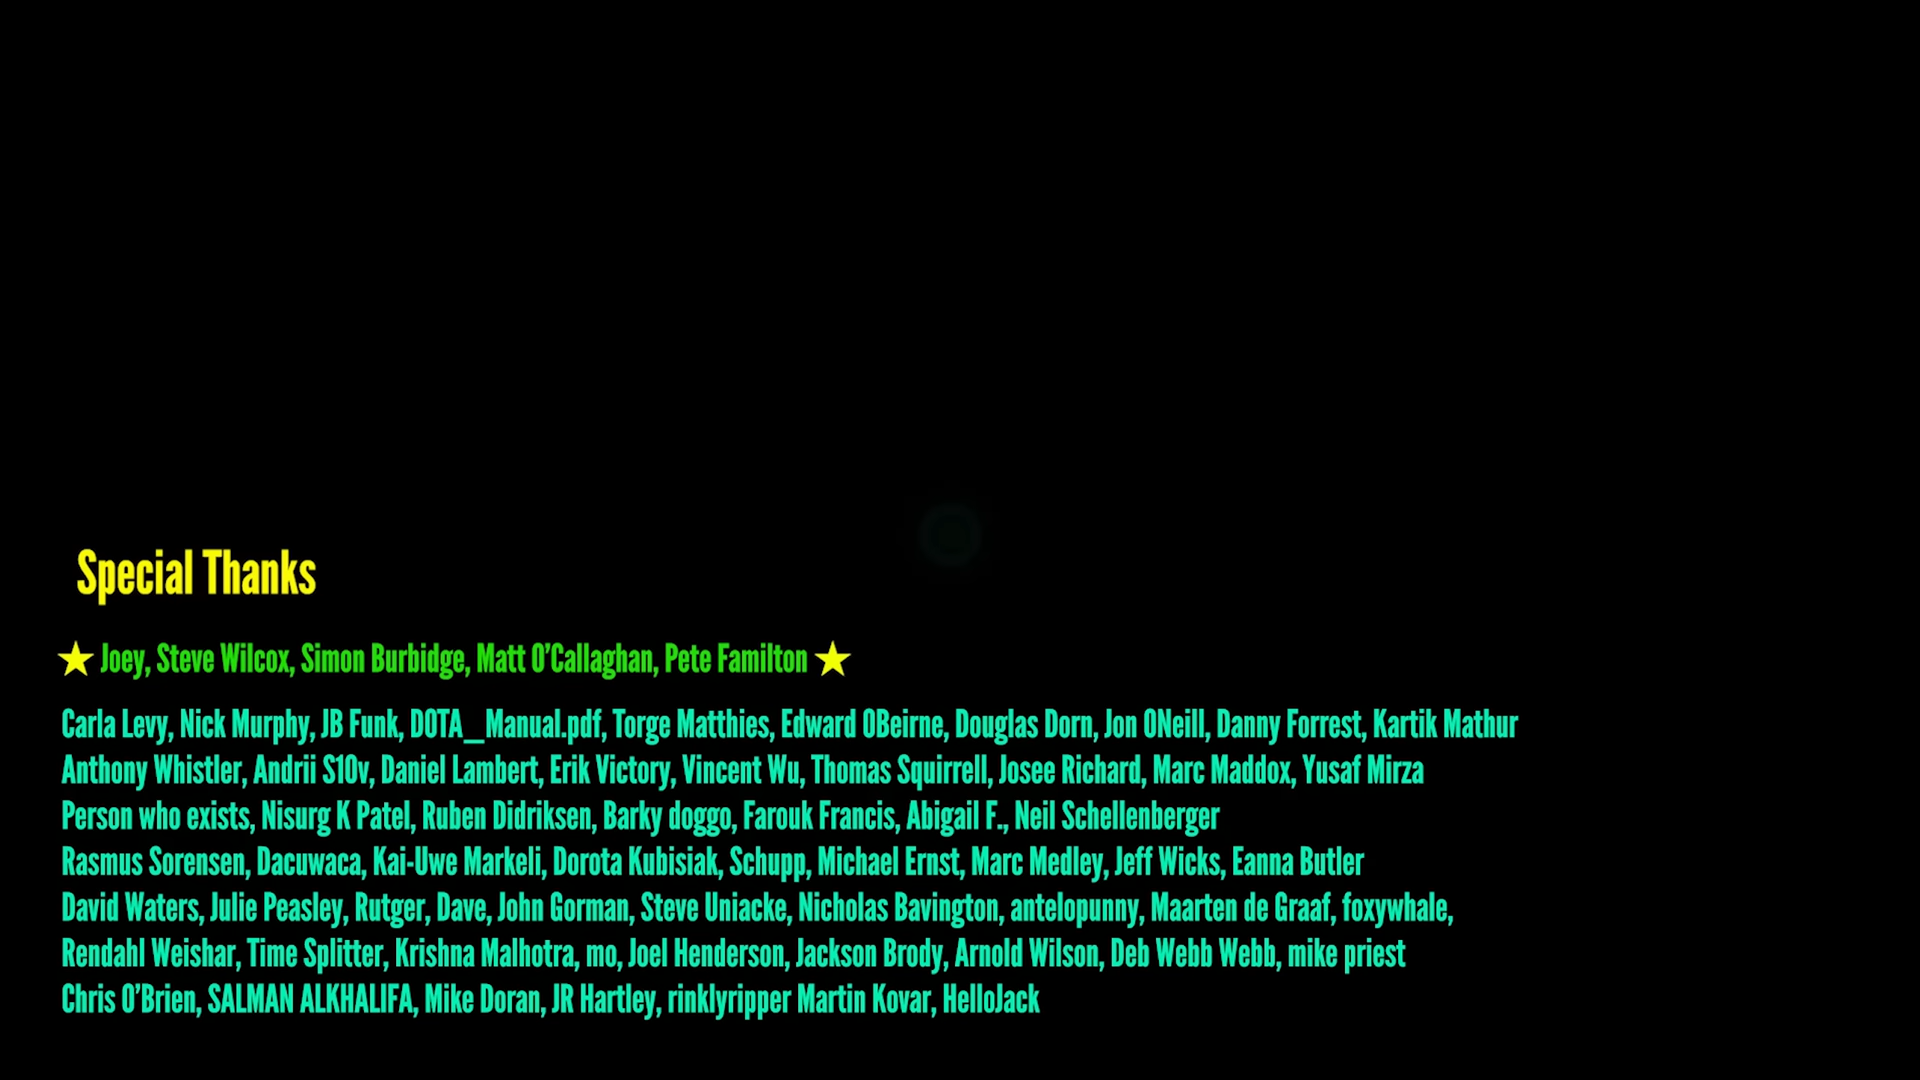 Special Thanks
★ Joey, Steve Wilcox, Simon Burbidge, Matt O'Callaghan, Pete Familton ★
Carla Levy, Nick Murphy, JB Funk, DOTA_Manual.pdf, Torge Matthies, Edward OBeirne, Douglas Dorn, Jon ONeill, Danny Forrest, Kartik Mathur
Anthony Whistler, Andrii S10v, Daniel Lambert, Erik Victory, Vincent Wu, Thomas Squirrell, Josee Richard, Marc Maddox, Yusaf Mirza
Person who exists, Nisurg K Patel, Ruben Didriksen, Barky doggo, Farouk Francis, Abigail F., Neil Schellenberger
Rasmus Sorensen, Dacuwaca, Kai-Uwe Markeli, Dorota Kubisiak, Schupp, Michael Ernst, Marc Medley, Jeff Wicks, Eanna Butler
David Waters, Julie Peasley, Rutger, Dave, John Gorman, Steve Uniacke, Nicholas Bavington, antelopunny, Maarten de Graaf, foxywhale,
Rendahl Weishar, Time Splitter, Krishna Malhotra, mo, Joel Henderson, Jackson Brody, Arnold Wilson, Deb Webb Webb, mike priest
Chris O'Brien, SALMAN ALKHALIFA, Mike Doran, JR Hartley, rinklyripper Martin Kovar, HelloJack